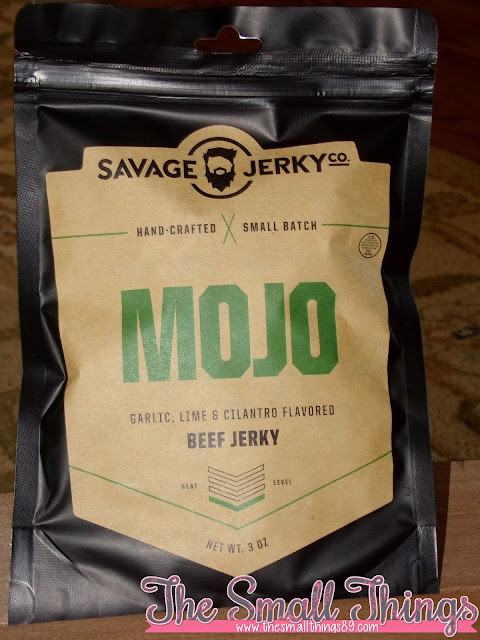 SAVAGE JERKY CO.
HAND-CRAFTED X SMALL BATCH
MOJO
GARLIC, LIME & CILANTRO FLAVORED
BEEF JERKY
HEAT LEVEL
NET WT. 3 OZ
The Small Things
www.thesmallthings89.com